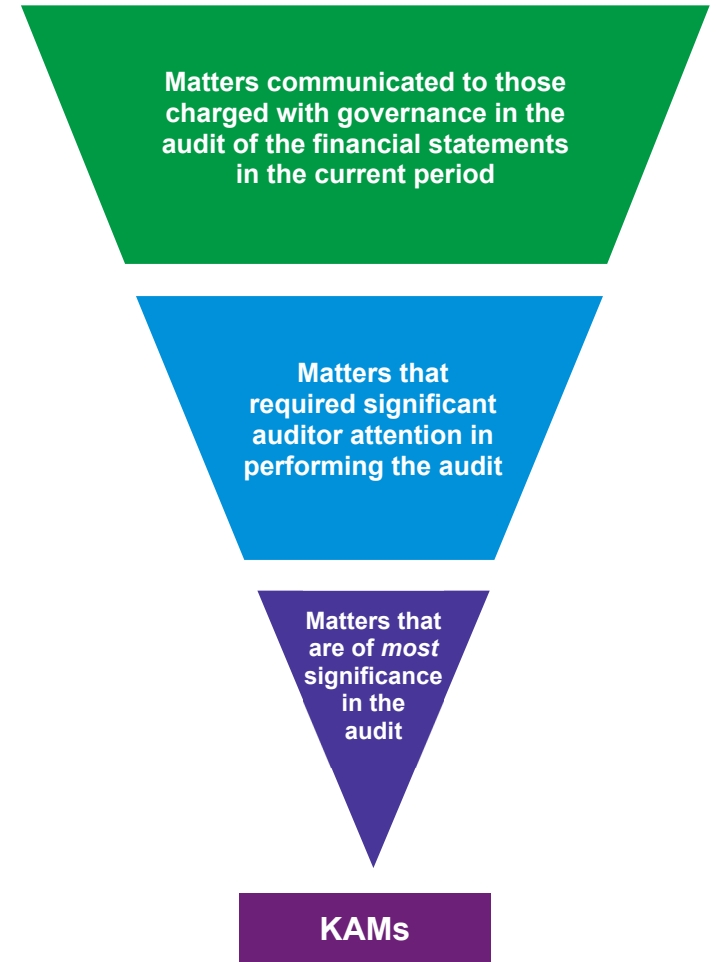 Matters communicated to those
charged with governance in the
audit of the financial statements
in the current period
Matters that
required significant
auditor attention in
performing the audit
Matters that
are of most
significance
in the
audit
KAMs